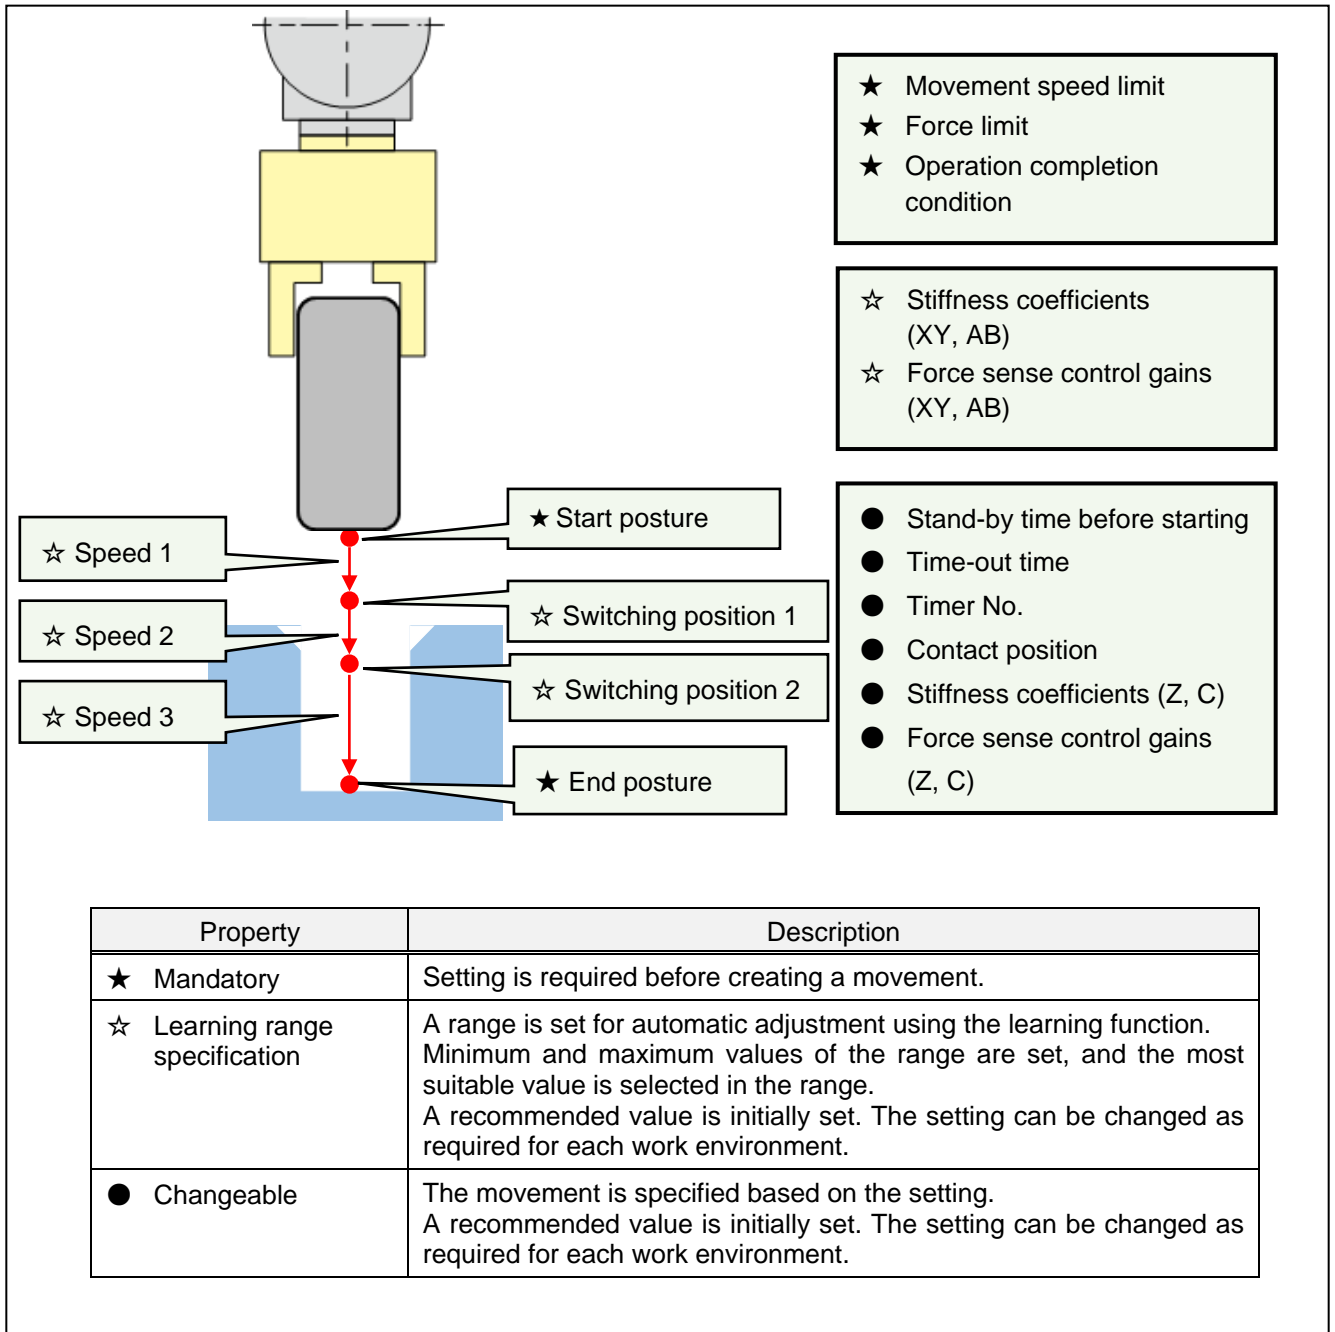 ★ Movement speed limit
★ Force limit
★ Operation completion
condition
☆ Stiffness coefficients
(XY, AB)
☆ Force sense control gains
(XY, AB)
● Stand-by time before starting
● Time-out time
● Timer No.
● Contact position
● Stiffness coefficients (Z, C)
● Force sense control gains
(Z, C)
★ Start posture
☆ Speed 1
☆ Switching position 1
☆ Speed 2
☆ Switching position 2
☆ Speed 3
★ End posture
Property Description
★ Mandatory Setting is required before creating a movement.
☆ Learning range
specification
A range is set for automatic adjustment using the learning function.
Minimum and maximum values of the range are set, and the most
suitable value is selected in the range.
A recommended value is initially set. The setting can be changed as
required for each work environment.
● Changeable The movement is specified based on the setting.
A recommended value is initially set. The setting can be changed as
required for each work environment.